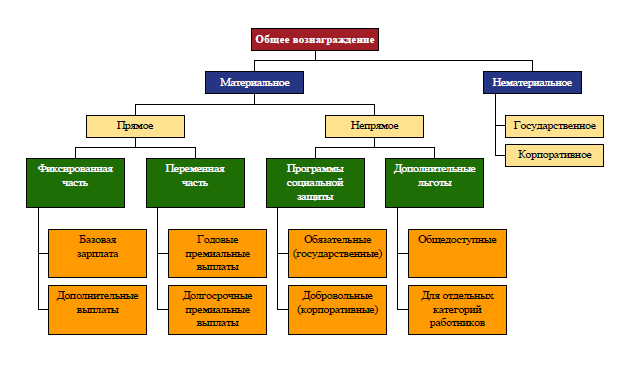 Общее вознаграждение
Материальное
Нематериальное
Прямое
Непрямое
Государственное
Корпоративное
Фиксированная
часть
Переменная
часть
Программы
социальной
защиты
Дополнительные
льготы
Базовая
зарплата
Годовые
премиальные
выплаты
Обязательные
(государственные)
Общедоступные
Дополнительные
выплаты
Долгосрочные
премиальные
выплаты
Добровольные
(корпоративные)
Для отдельных
категорий
работников